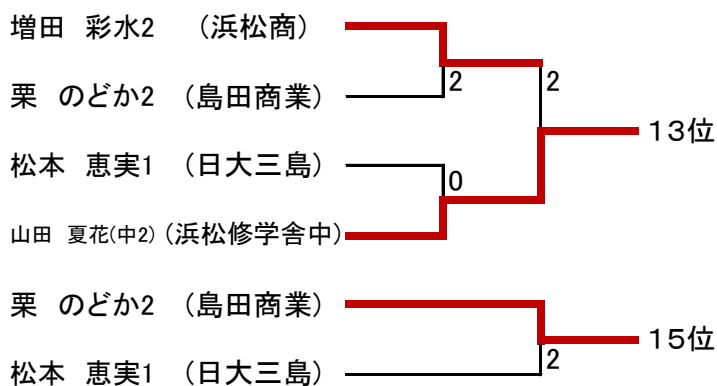 増田　彩水2　（浜松商）
2
2
栗　のどか2　（島田商業）
13位
松本　恵実1　（日大三島）
0
山田　夏花(中2) （浜松修学舎中）
栗　のどか2　（島田商業）
15位
2
松本　恵実1　（日大三島）